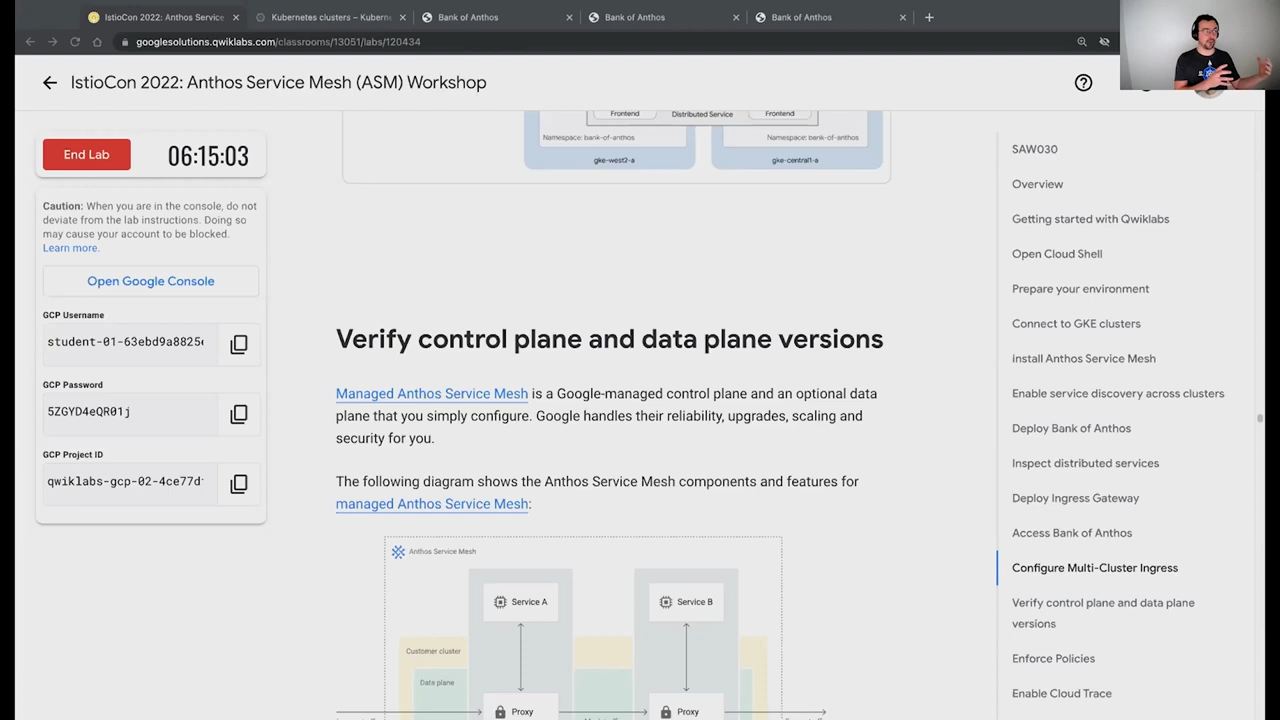 IstioCon 2022: Anthos Service
Kubernetes clusters – Kuberne
Bank of Anthos
Bank of Anthos
Bank of Anthos
googlesolutions.qwiklabs.com/classrooms/13051/labs/120434
IstioCon 2022: Anthos Service Mesh (ASM) Workshop
End Lab
06:15:03
Caution: When you are in the console, do not
deviate from the lab instructions. Doing so
may cause your account to be blocked.
Learn more.
Open Google Console
GCP Username
student-01-63ebd9a8825
GCP Password
5ZGYD4eQR01j
GCP Project ID
qwiklabs-gcp-02-4ce77d
Frontend
Distributed Service
Frontend
Namespace: bank-of-anthos
Namespace: bank-of-anthos
gke-west2-a
gke-central1-a
Verify control plane and data plane versions
Managed Anthos Service Mesh is a Google-managed control plane and an optional data
plane that you simply configure. Google handles their reliability, upgrades, scaling and
security for you.
The following diagram shows the Anthos Service Mesh components and features for
managed Anthos Service Mesh:
Anthos Service Mesh
Service A
Service B
Customer cluster
Data plane
Proxy
Proxy
SAW030
Overview
Getting started with Qwiklabs
Open Cloud Shell
Prepare your environment
Connect to GKE clusters
Install Anthos Service Mesh
Enable service discovery across clusters
Deploy Bank of Anthos
Inspect distributed services
Deploy Ingress Gateway
Access Bank of Anthos
Configure Multi-Cluster Ingress
Verify control plane and data plane
versions
Enforce Policies
Enable Cloud Trace